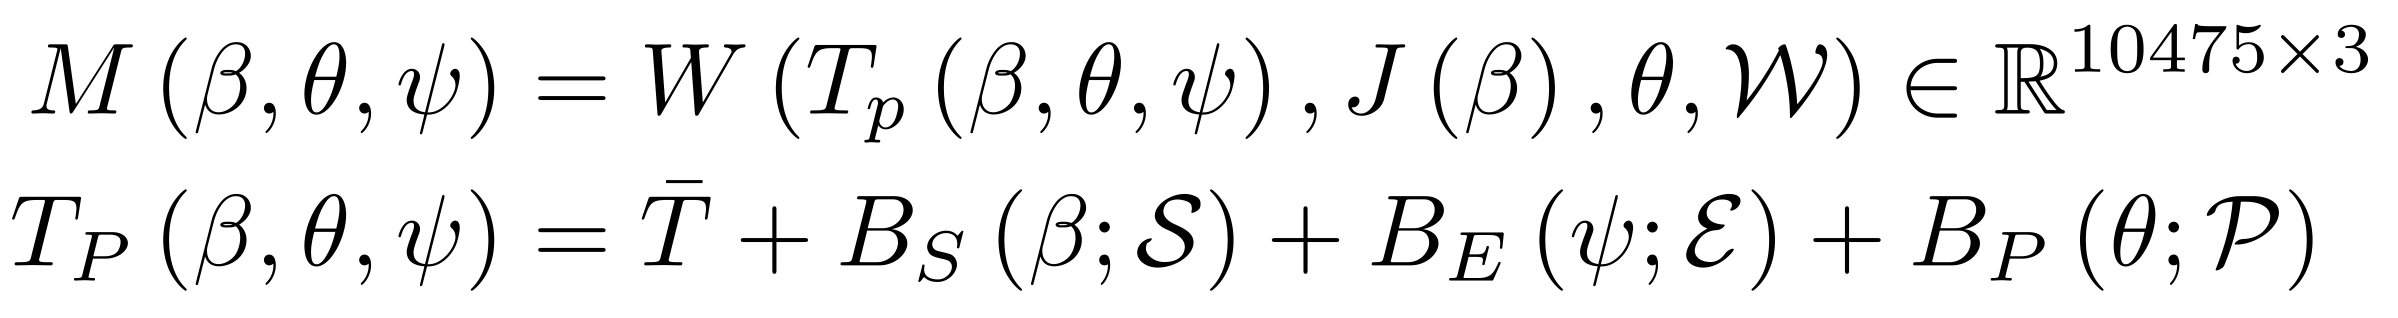 M (β, θ, ψ) = W (T_p (β, θ, ψ) , J (β) , θ, 𝒲) ∈ ℝ^{10475×3}
T_P (β, θ, ψ) = T̄ + B_S (β; 𝒮) + B_E (ψ; ℰ) + B_P (θ; 𝒫)